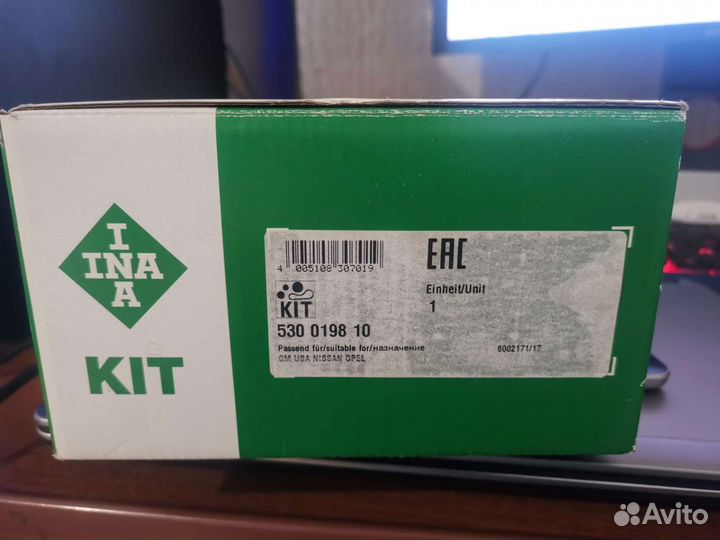 I
INA
A
KIT
4 005108 307019
EAC
KIT
Einheit/Unit
1
530 0198 10
Passend für/suitable for/назначение
6002171/17
GM USA NISSAN OPEL
Avito